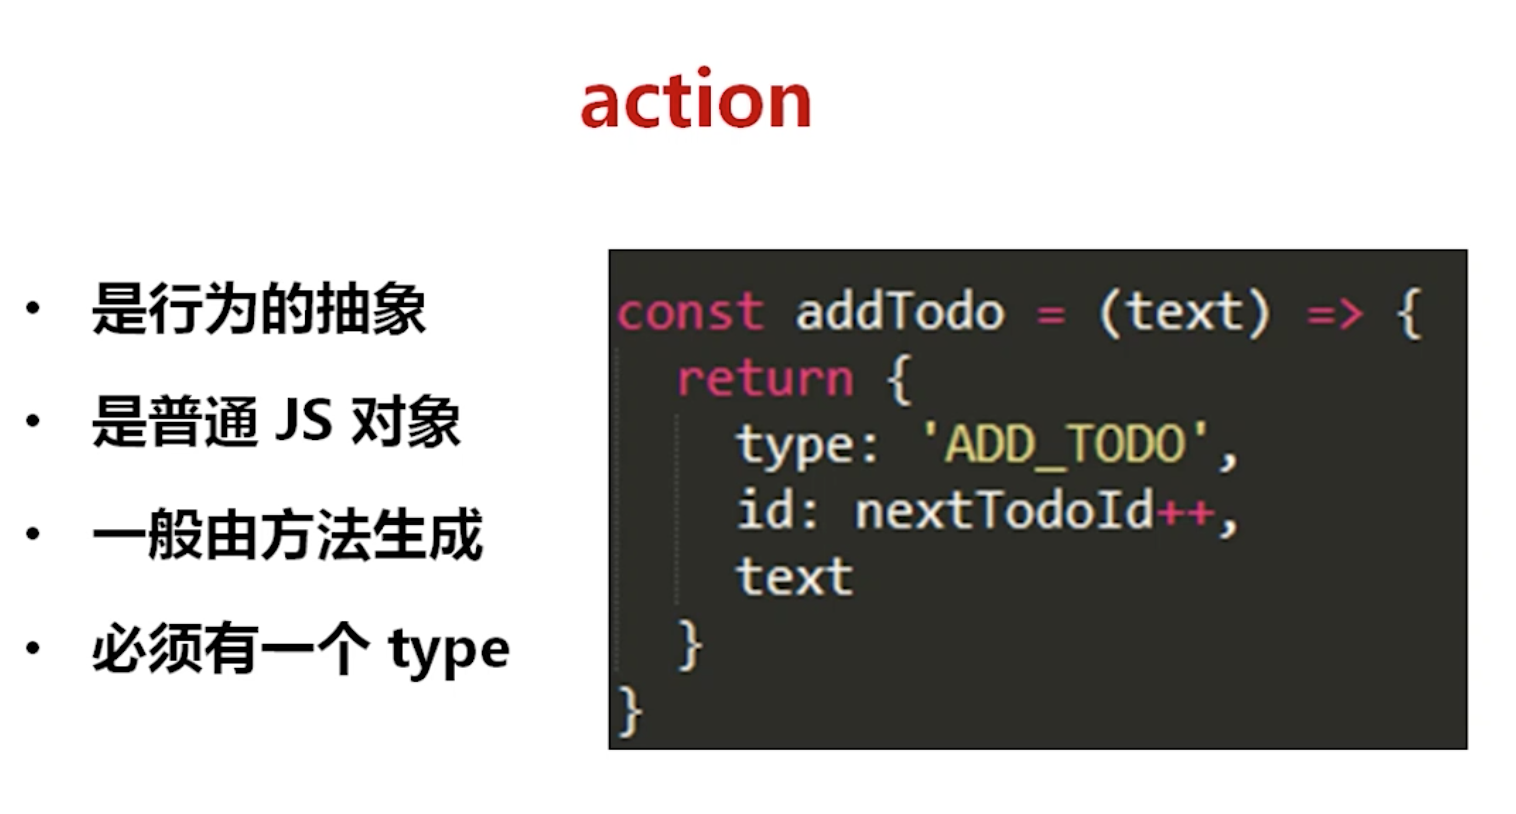 action
• 是行为的抽象
• 是普通 JS 对象
• 一般由方法生成
• 必须有一个 type
const addTodo = (text) => {
  return {
    type: 'ADD_TODO',
    id: nextTodoId++,
    text
  }
}